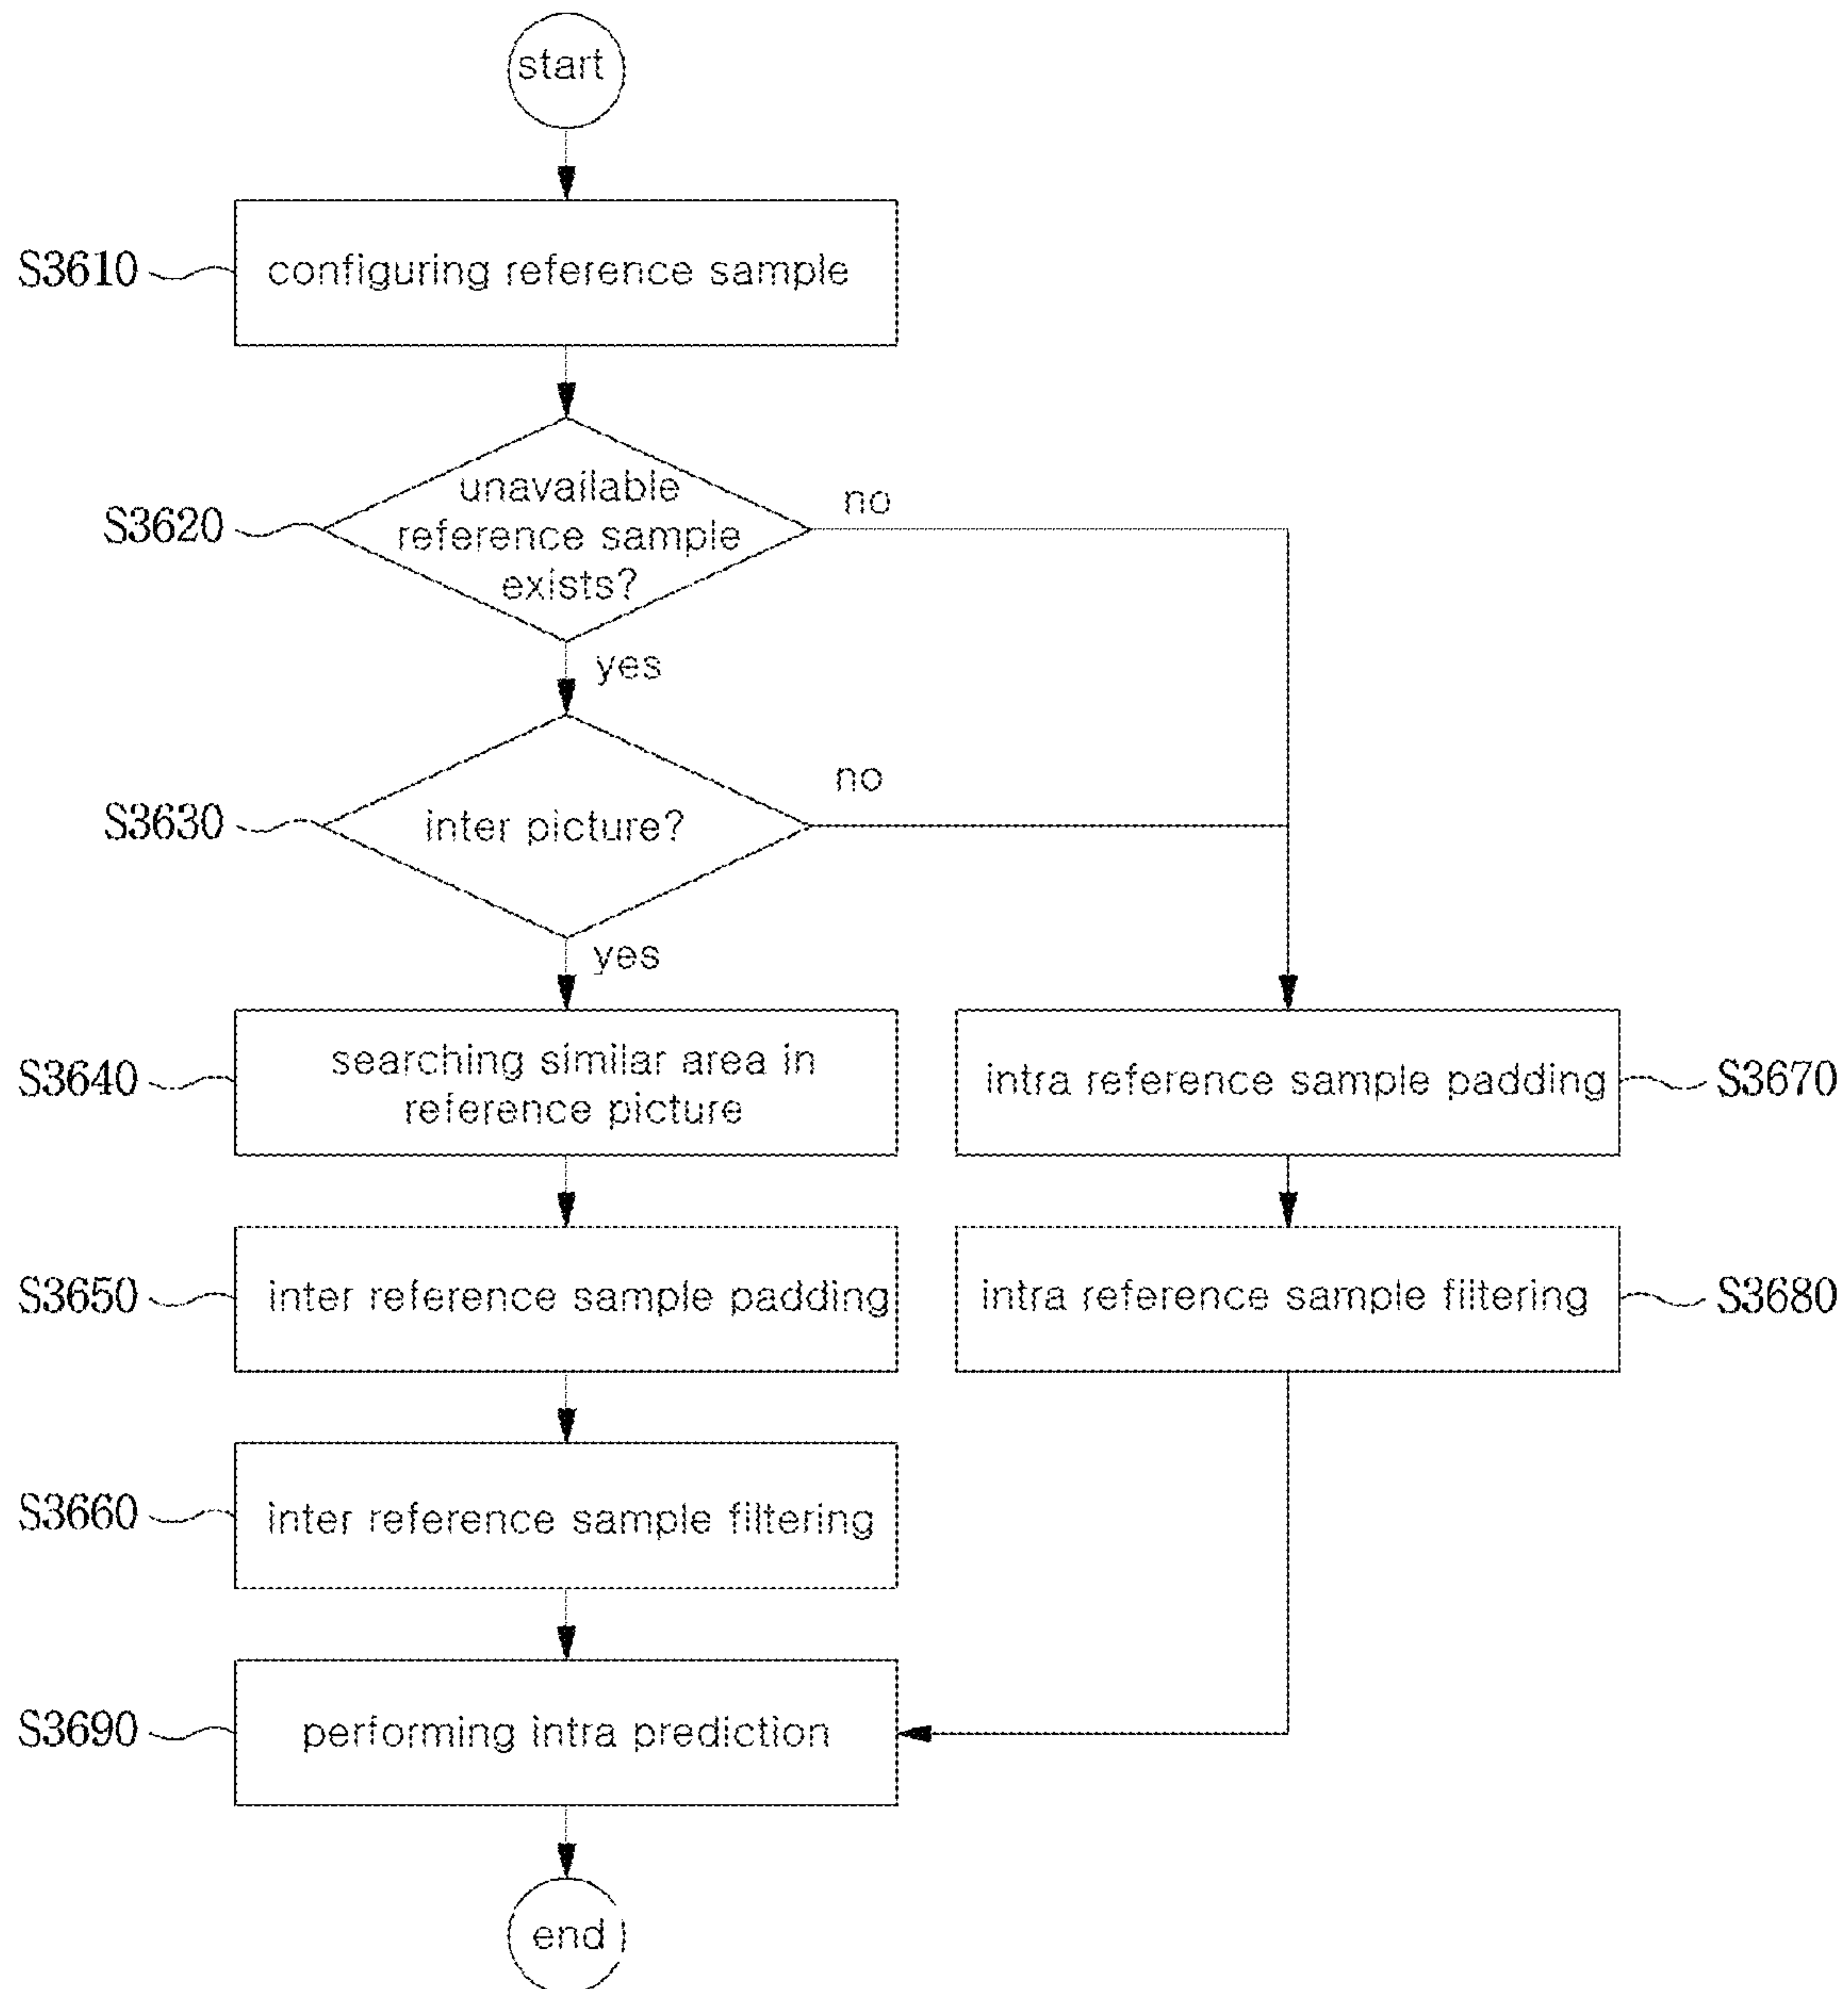 start
S3610
configuring reference sample
S3620
unavailable
reference sample
exists?
no
yes
S3630
inter picture?
no
yes
S3640
searching similar area in
reference picture
intra reference sample padding
S3670
S3650
inter reference sample padding
intra reference sample filtering
S3680
S3660
inter reference sample filtering
S3690
performing intra prediction
end